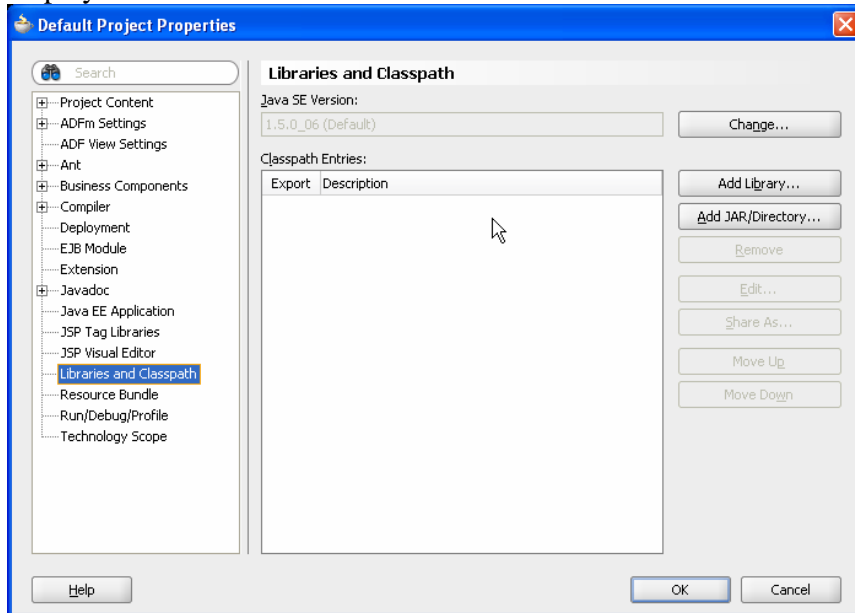 Default Project Properties
Search
Project Content
ADFm Settings
ADF View Settings
Ant
Business Components
Compiler
Deployment
EJB Module
Extension
Javadoc
Java EE Application
JSP Tag Libraries
JSP Visual Editor
Libraries and Classpath
Resource Bundle
Run/Debug/Profile
Technology Scope
Libraries and Classpath
Java SE Version:
1.5.0_06 (Default)
Change...
Classpath Entries:
Export Description
Add Library...
Add JAR/Directory...
Remove
Edit...
Share As...
Move Up
Move Down
Help
OK
Cancel